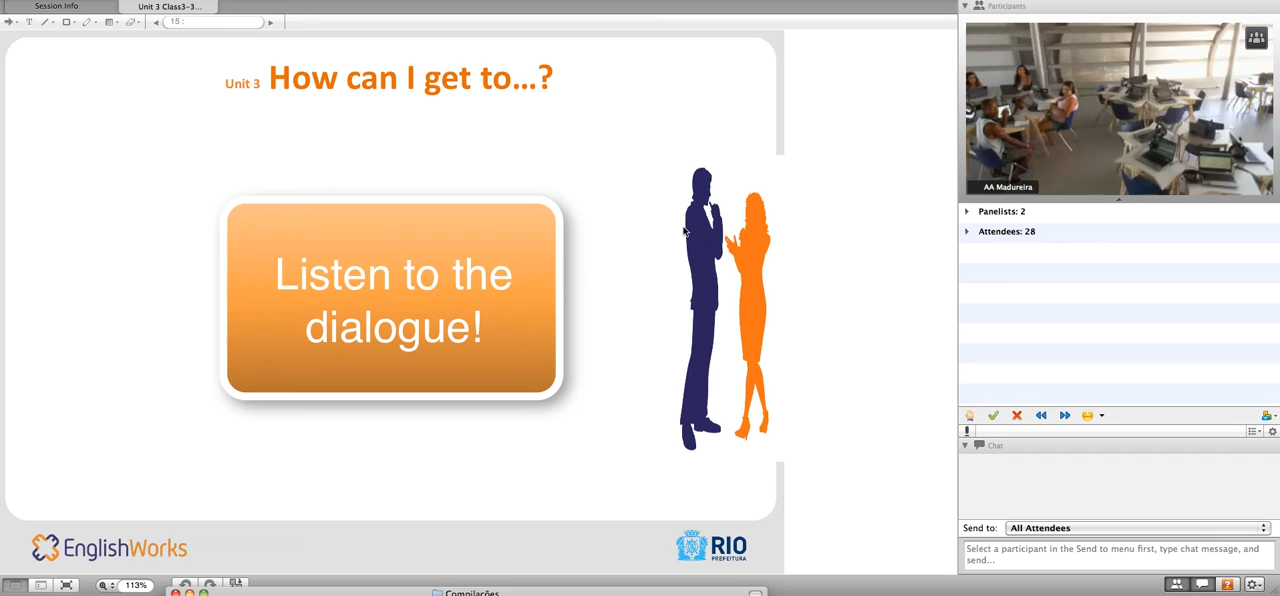 Session Info
Unit 3 Class3-3...
Participants
T
15 :
Unit 3 How can I get to...?
Listen to the
dialogue!
AA Madureira
Panelists: 2
Attendees: 28
Chat
Send to: All Attendees
Select a participant in the Send to menu first, type chat message, and
send...
EnglishWorks
RIO
PREFEITURA
113%
Compilações